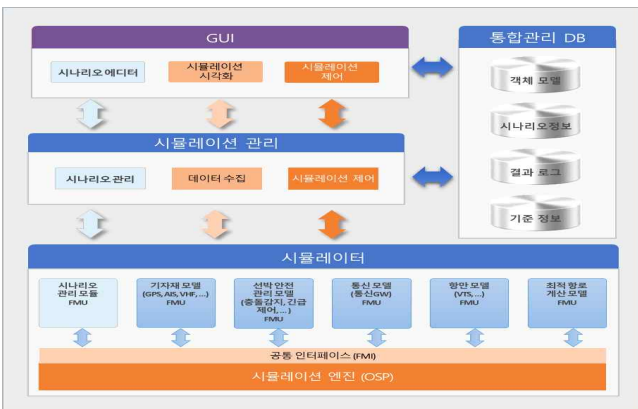 GUI
시나리오 에디터
시뮬레이션
시각화
시뮬레이션
제어
통합관리 DB
객체 모델
시나리오정보
결과 로그
기준 정보
시뮬레이션 관리
시나리오 관리
데이터 수집
시뮬레이션 제어
시뮬레이터
시나리오
관리 모듈
FMU
기자재 모델
(GPS, AIS, VHF, ...)
FMU
선박 안전
관리 모델
(충돌감지, 긴급
제어, ...)
FMU
통신 모델
(통신GW)
FMU
항만 모델
(VTS, ...)
FMU
최적 항로
계산 모델
FMU
공통 인터페이스 (FMI)
시뮬레이션 엔진 (OSP)